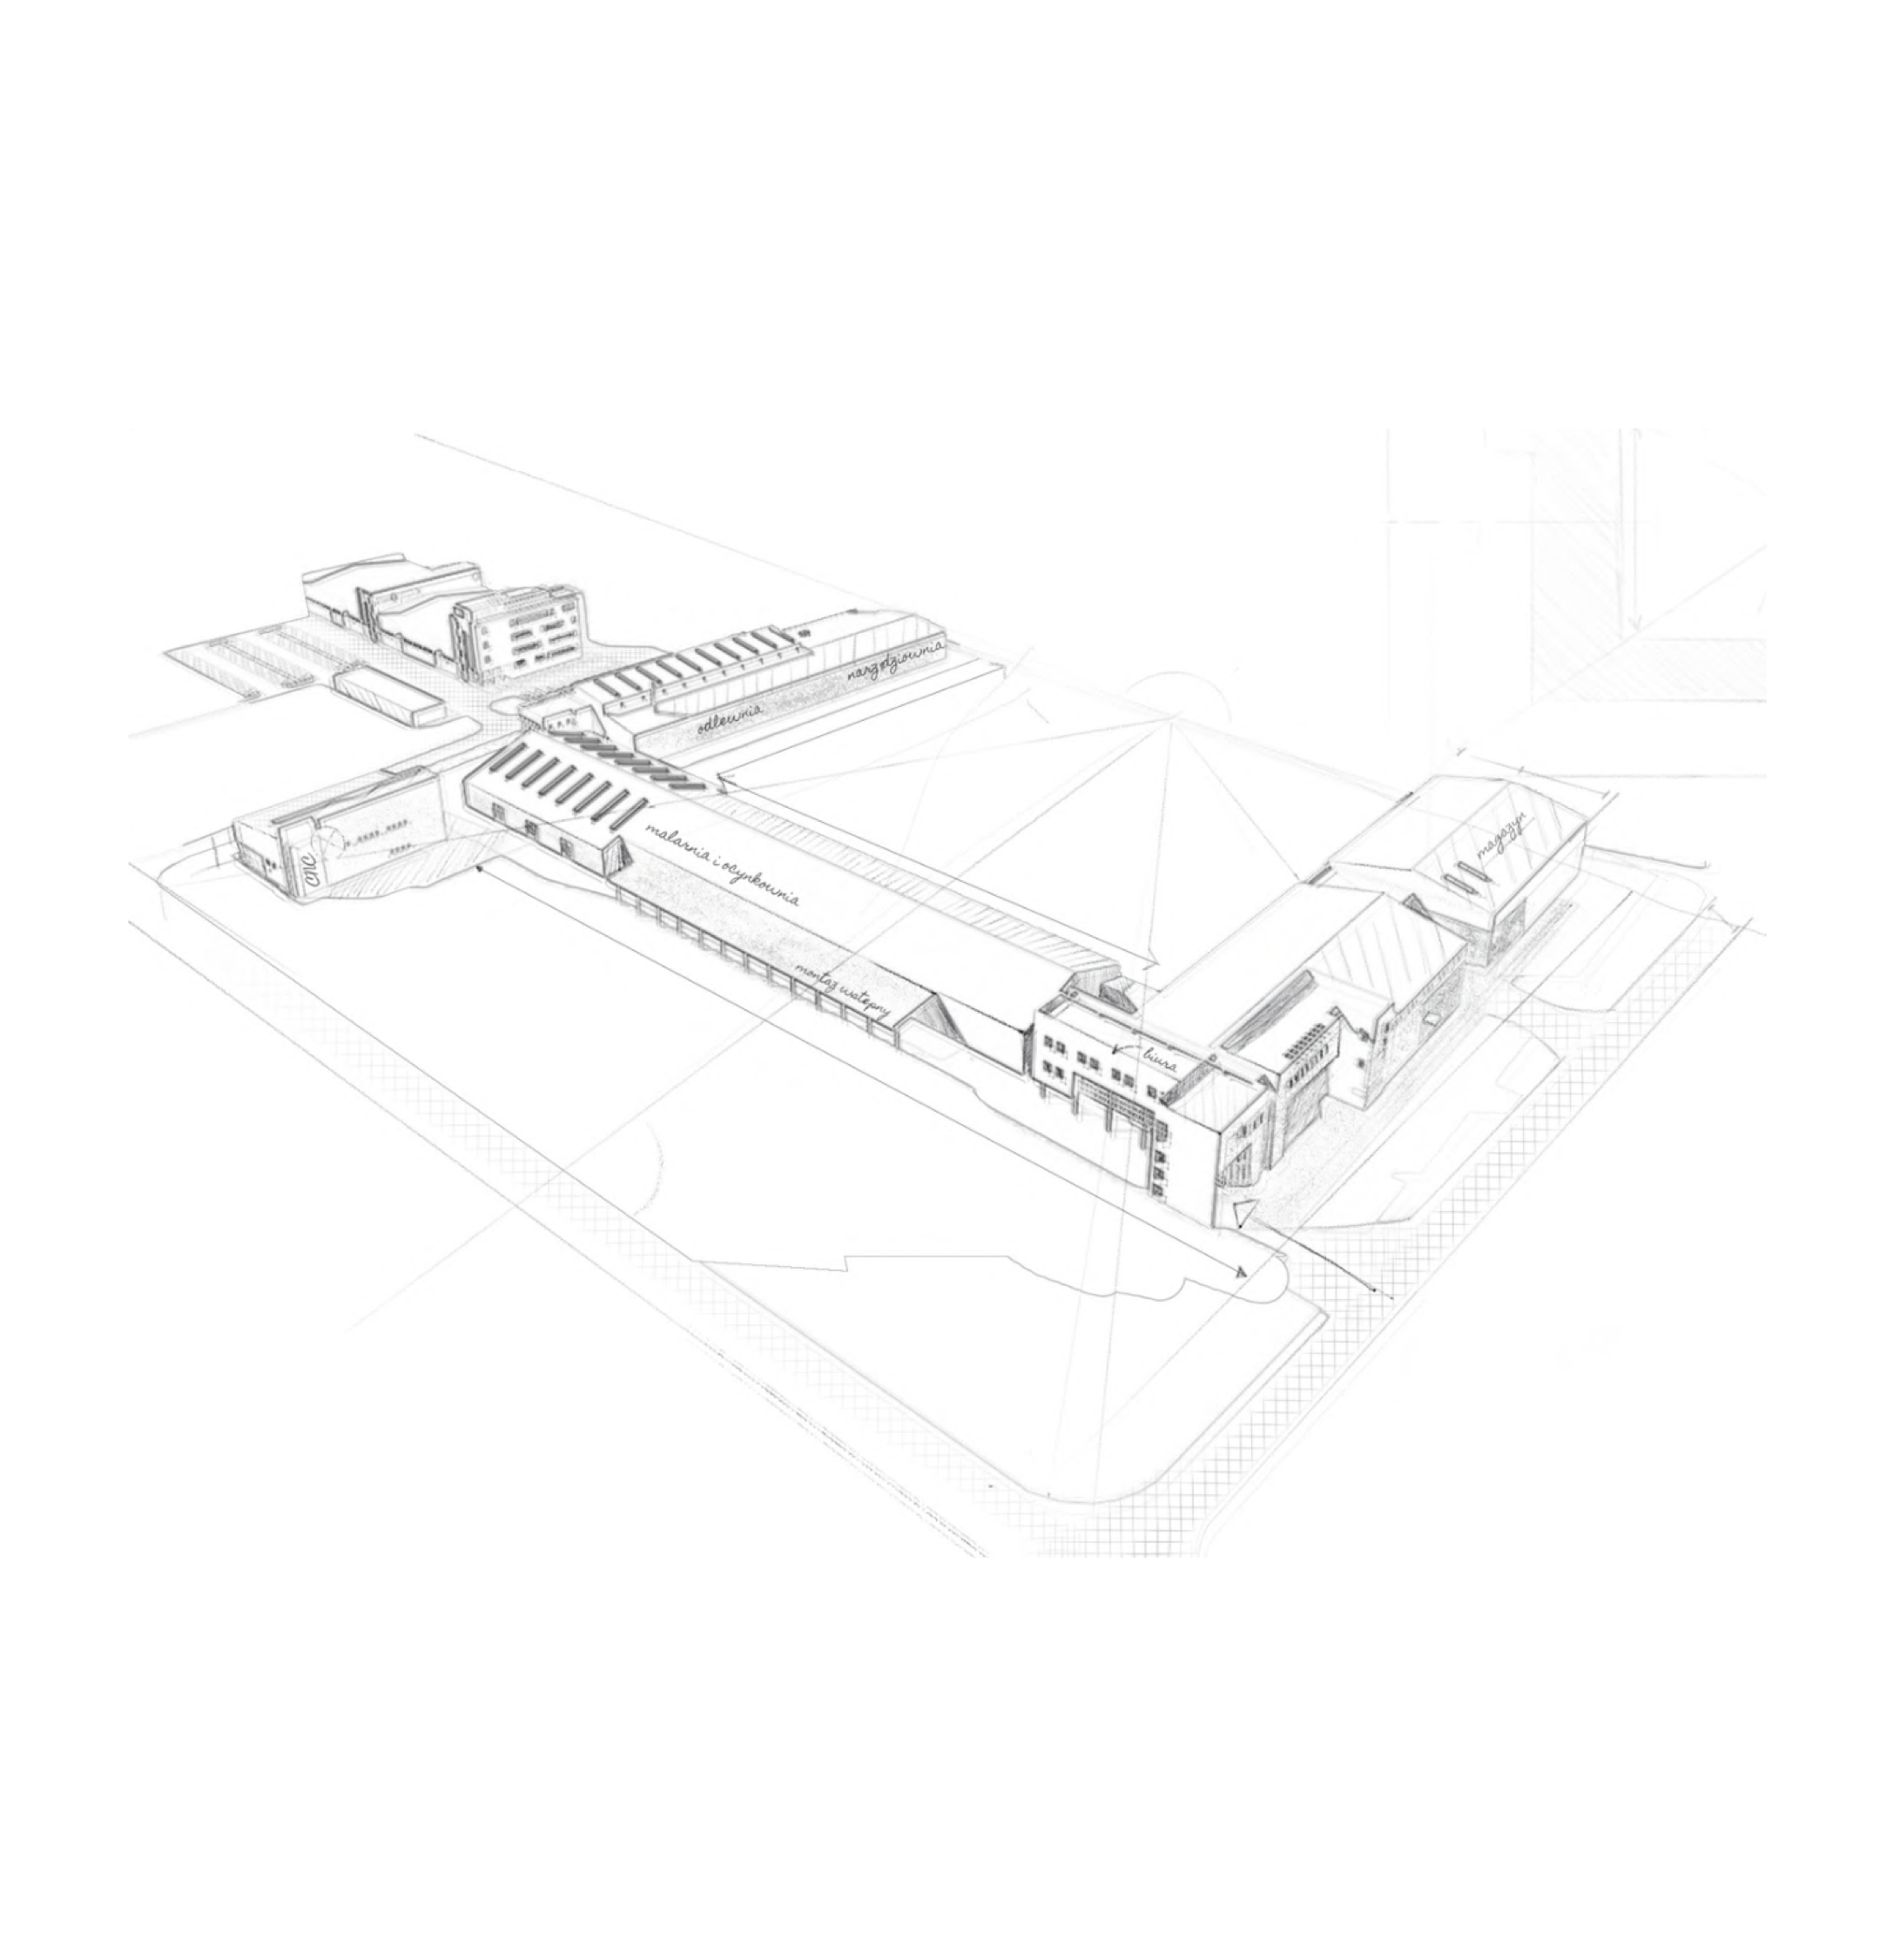 narzędziownia
odlewnia
malarnia i ocynkownia
CNC
magazyn
montaż wstępny
biura